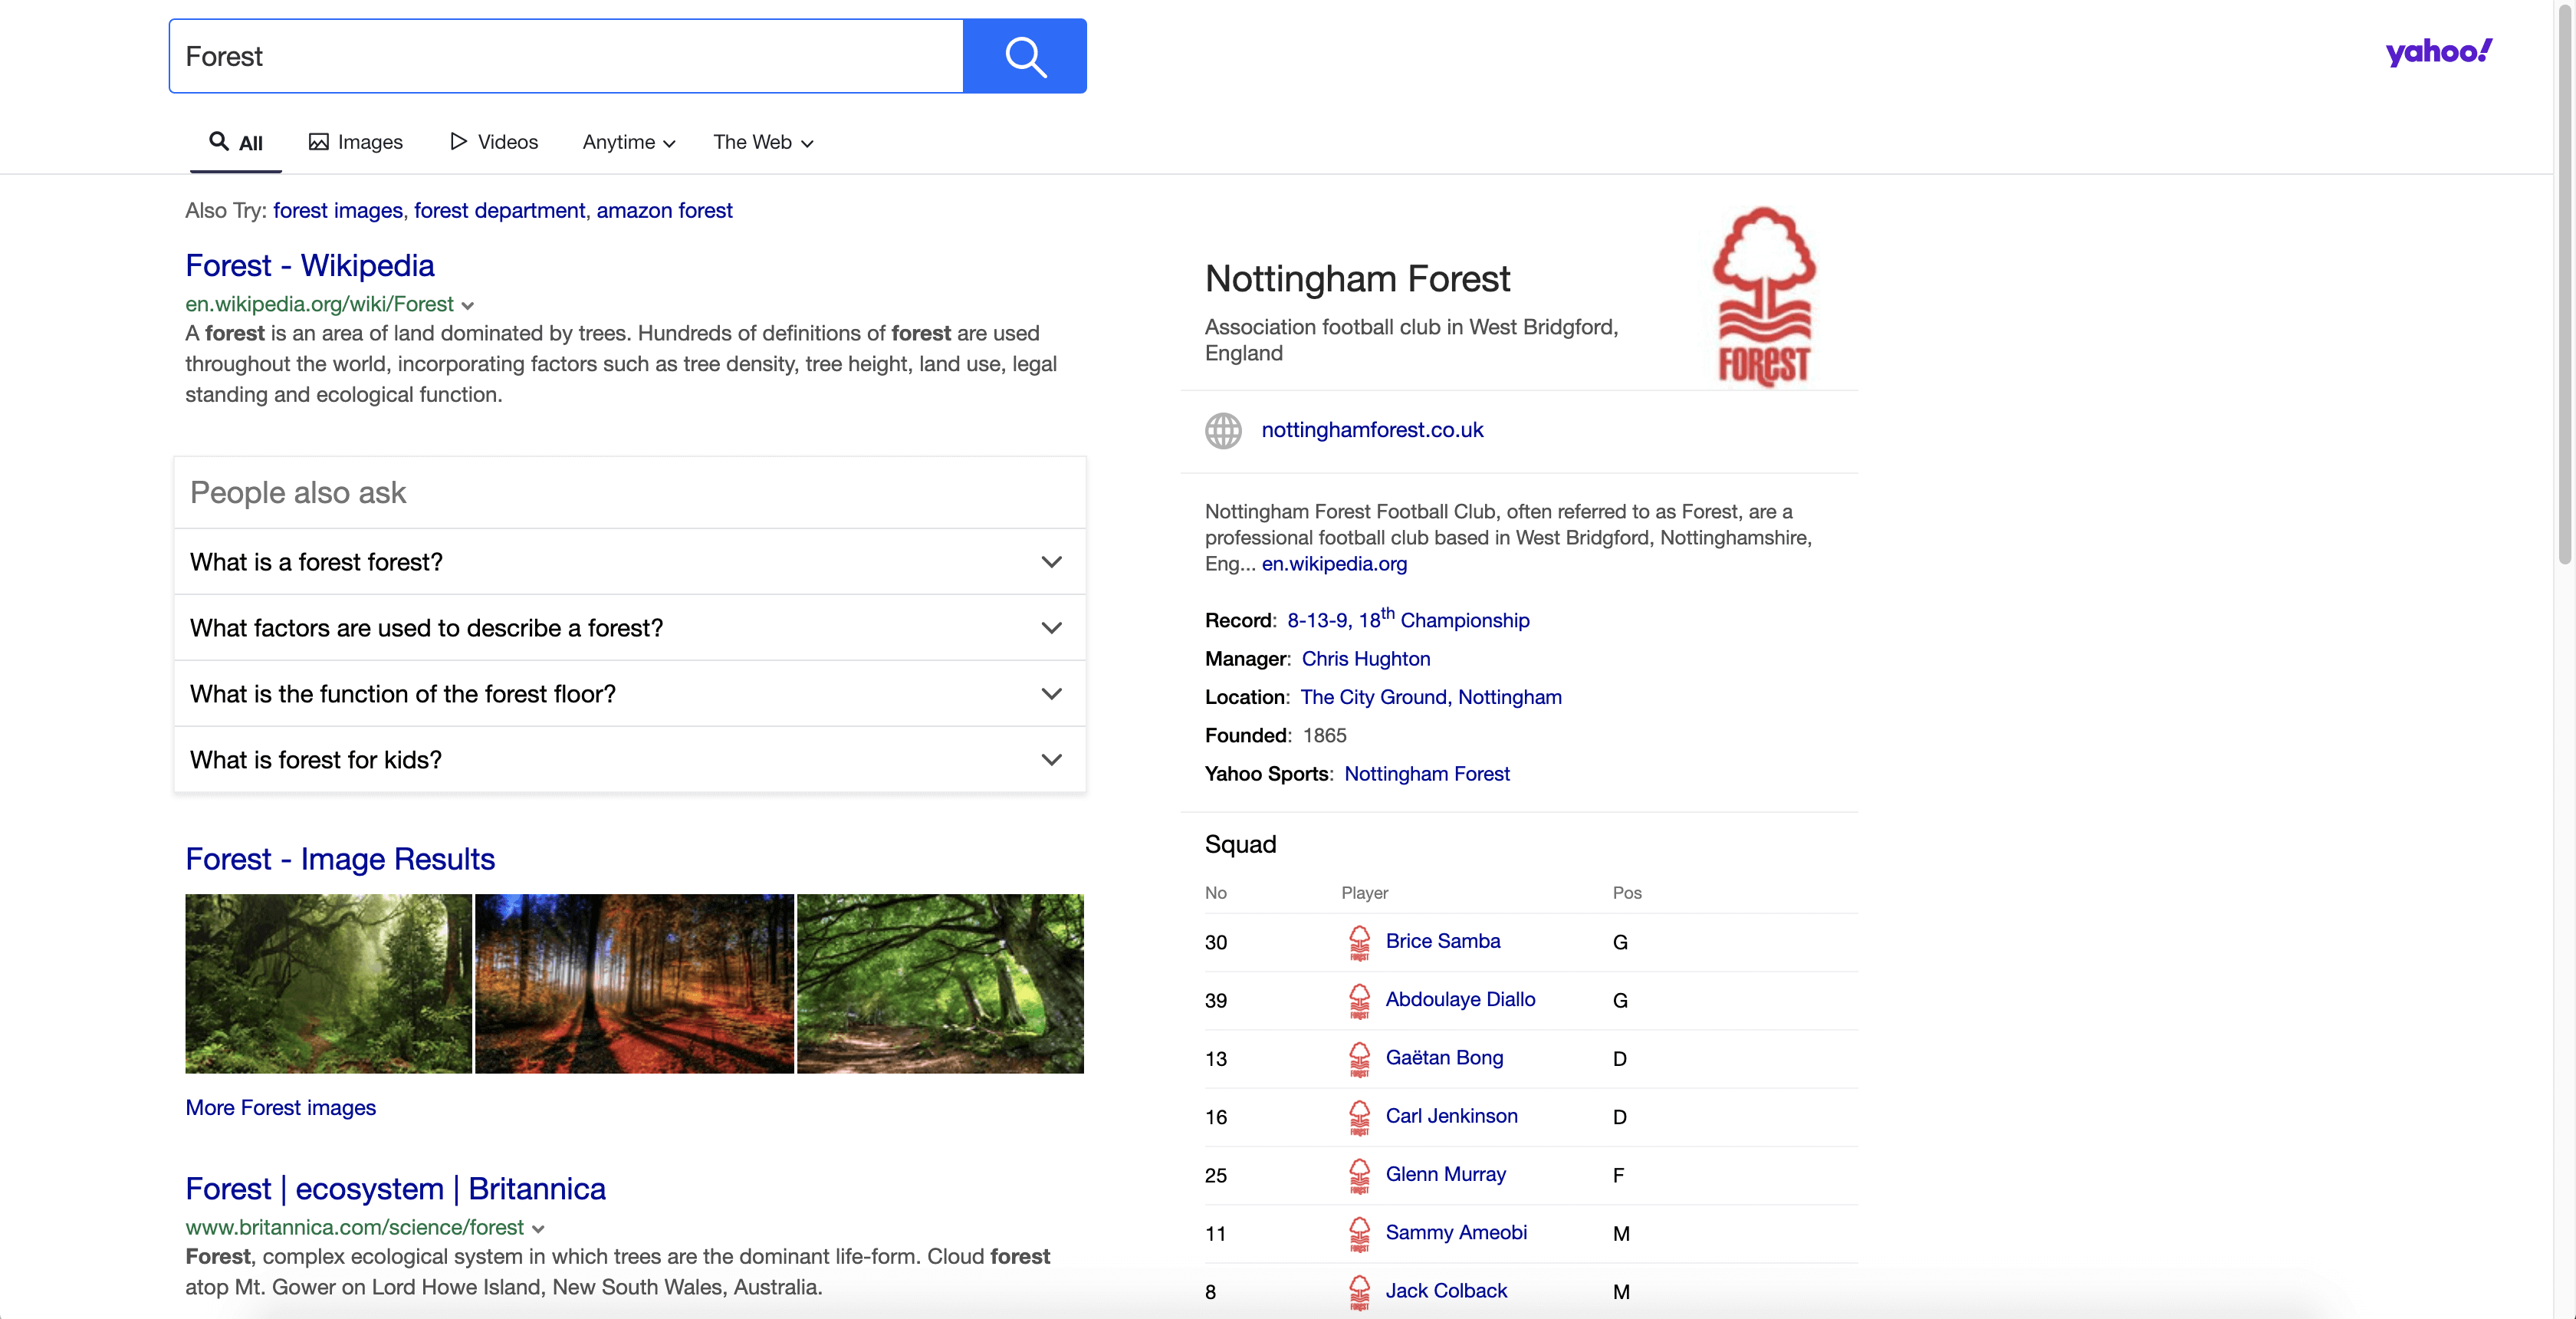 Forest
yahoo!
All Images Videos Anytime The Web
Also Try: forest images, forest department, amazon forest
Forest - Wikipedia
en.wikipedia.org/wiki/Forest
A forest is an area of land dominated by trees. Hundreds of definitions of forest are used
throughout the world, incorporating factors such as tree density, tree height, land use, legal
standing and ecological function.
People also ask
What is a forest forest?
What factors are used to describe a forest?
What is the function of the forest floor?
What is forest for kids?
Forest - Image Results
More Forest images
Forest | ecosystem | Britannica
www.britannica.com/science/forest
Forest, complex ecological system in which trees are the dominant life-form. Cloud forest
atop Mt. Gower on Lord Howe Island, New South Wales, Australia.
Nottingham Forest
Association football club in West Bridgford,
England
FOREST
nottinghamforest.co.uk
Nottingham Forest Football Club, often referred to as Forest, are a
professional football club based in West Bridgford, Nottinghamshire,
Eng... en.wikipedia.org
Record: 8-13-9, 18th Championship
Manager: Chris Hughton
Location: The City Ground, Nottingham
Founded: 1865
Yahoo Sports: Nottingham Forest
Squad
No Player Pos
30 FOREST Brice Samba G
39 FOREST Abdoulaye Diallo G
13 FOREST Gaëtan Bong D
16 FOREST Carl Jenkinson D
25 FOREST Glenn Murray F
11 FOREST Sammy Ameobi M
8 FOREST Jack Colback M